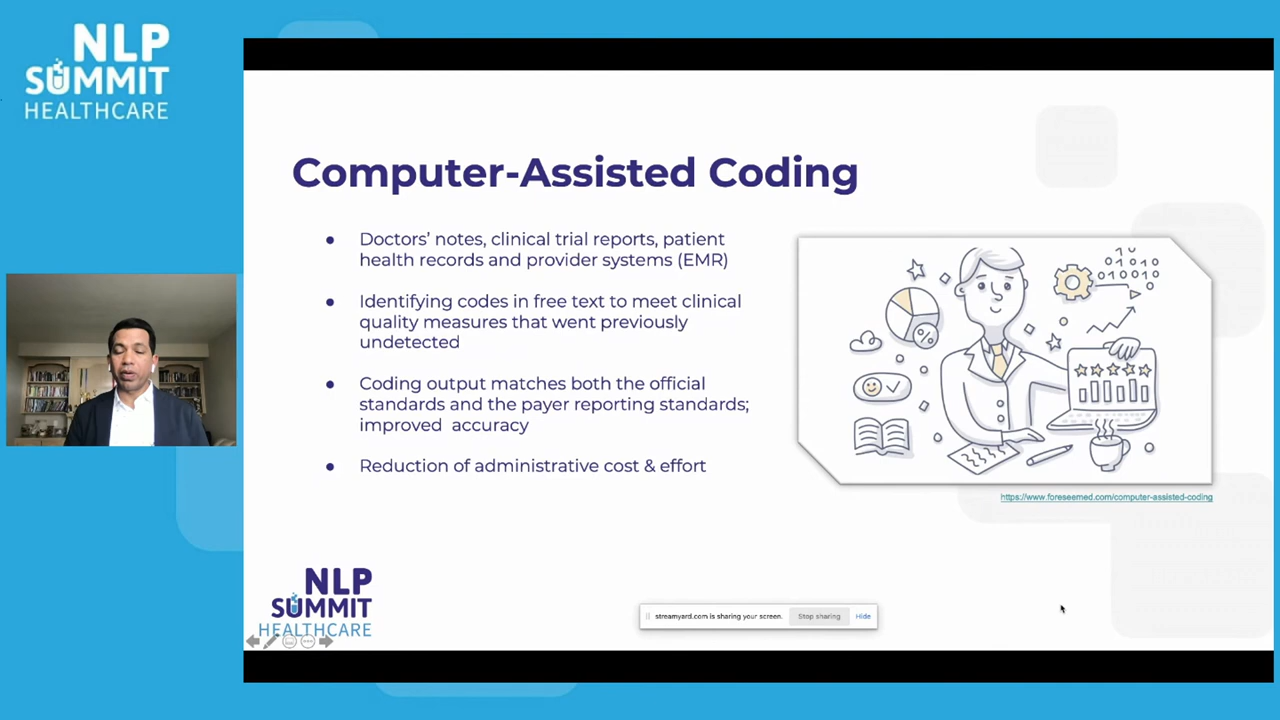 NLP
SUMMIT
HEALTHCARE
Computer-Assisted Coding
● Doctors’ notes, clinical trial reports, patient
health records and provider systems (EMR)
● Identifying codes in free text to meet clinical
quality measures that went previously
undetected
● Coding output matches both the official
standards and the payer reporting standards;
improved accuracy
● Reduction of administrative cost & effort
%
https://www.foreseemed.com/computer-assisted-coding
NLP
SUMMIT
HEALTHCARE
streamyard.com is sharing your screen. Stop sharing Hide